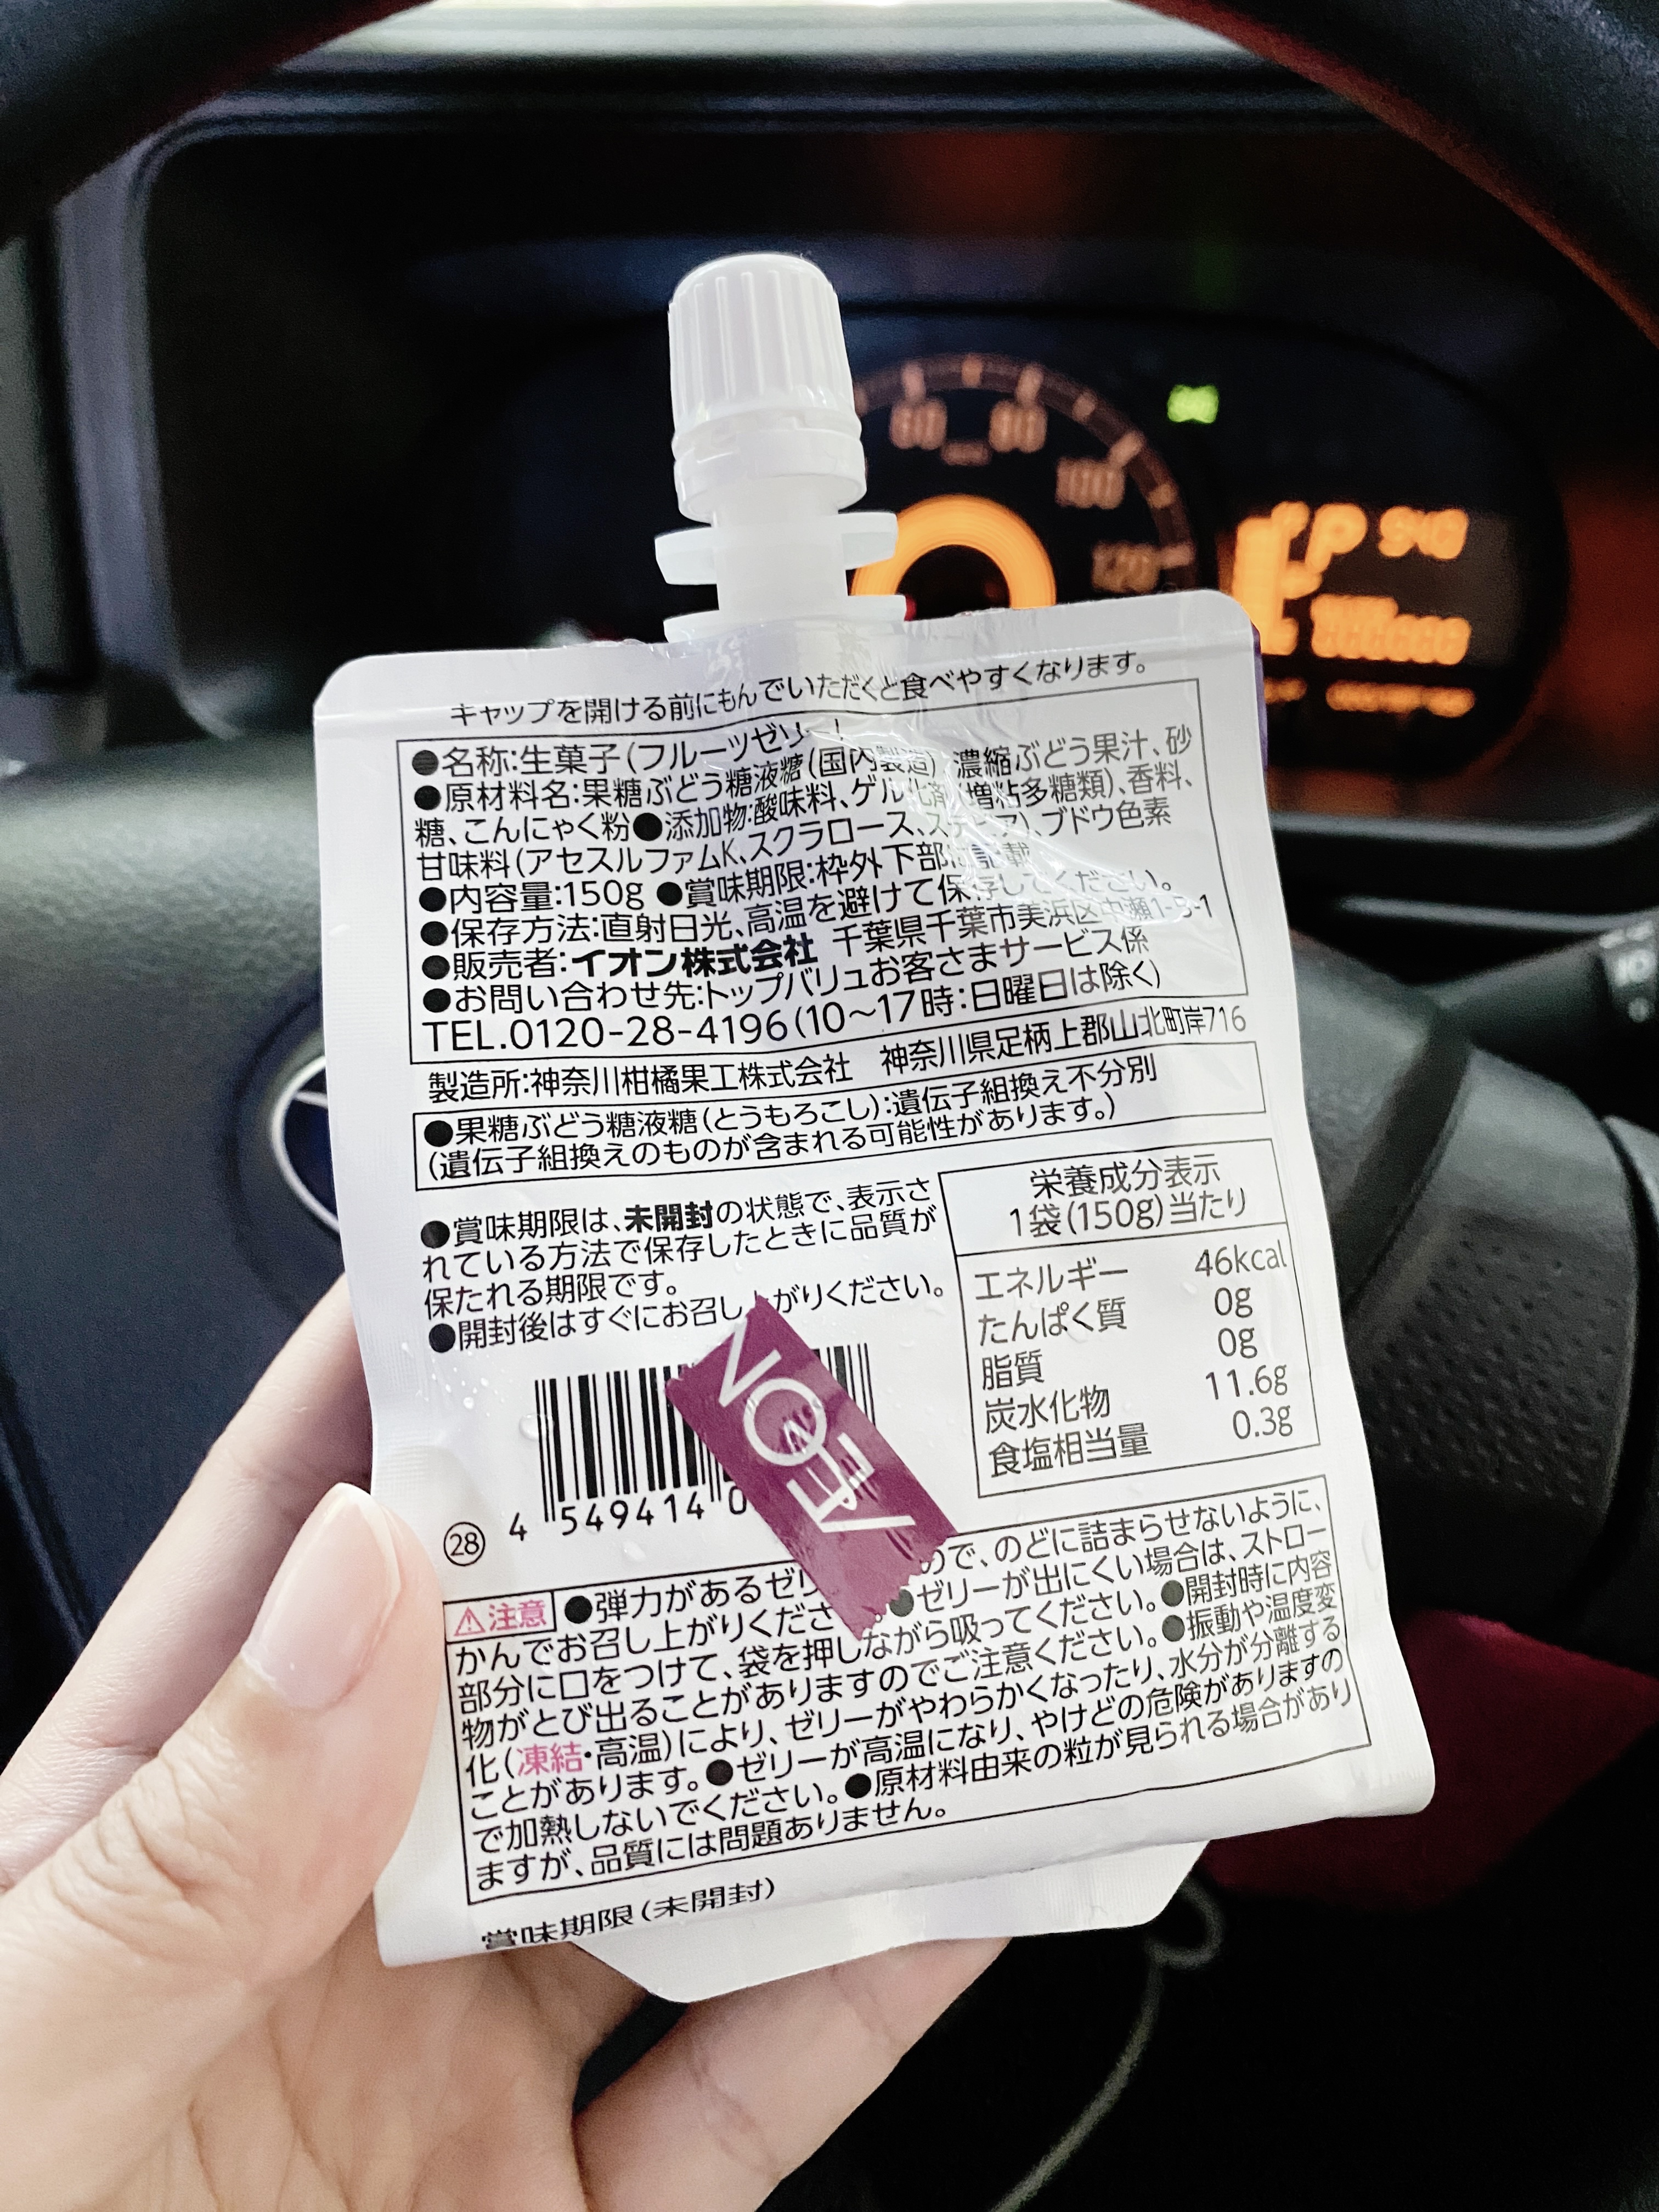 キャップを開ける前にもんでいただくと食べやすくなります。
●名称:生菓子(フルーツゼリー)
●原材料名:果糖ぶどう糖液糖(国内製造)、濃縮ぶどう果汁、砂
糖、こんにゃく粉●添加物:酸味料、ゲル化剤(増粘多糖類)、香料、
甘味料(アセスルファムK、スクラロース、ステビア)、ブドウ色素
●内容量:150g ●賞味期限:枠外下部に記載
●保存方法:直射日光、高温を避けて保存してください。
●販売者:イオン株式会社 千葉県千葉市美浜区中瀬1-5-1
●お問い合わせ先:トップバリュお客さまサービス係
TEL.0120-28-4196(10〜17時:日曜日は除く)
製造所:神奈川柑橘果工株式会社 神奈川県足柄上郡山北町岸716
●果糖ぶどう糖液糖(とうもろこし):遺伝子組換え不分別
(遺伝子組換えのものが含まれる可能性があります。)
●賞味期限は、未開封の状態で、表示さ
れている方法で保存したときに品質が
保たれる期限です。
●開封後はすぐにお召し上がりください。
栄養成分表示
1袋(150g)当たり
エネルギー 46kcal
たんぱく質 0g
脂質 0g
炭水化物 11.6g
食塩相当量 0.3g
AEON
28
4 549414 0
⚠注意 ●弾力があるゼリ ので、のどに詰まらせないように、
かんでお召し上がりくださ 。●ゼリーが出にくい場合は、ストロー
部分に口をつけて、袋を押しながら吸ってください。●開封時に内容
物がとび出ることがありますのでご注意ください。●振動や温度変
化(凍結・高温)により、ゼリーがやわらかくなったり、水分が分離する
ことがあります。●ゼリーが高温になり、やけどの危険がありますの
で加熱しないでください。●原材料由来の粒が見られる場合があり
ますが、品質には問題ありません。
賞味期限(未開封)
60
80
100
120